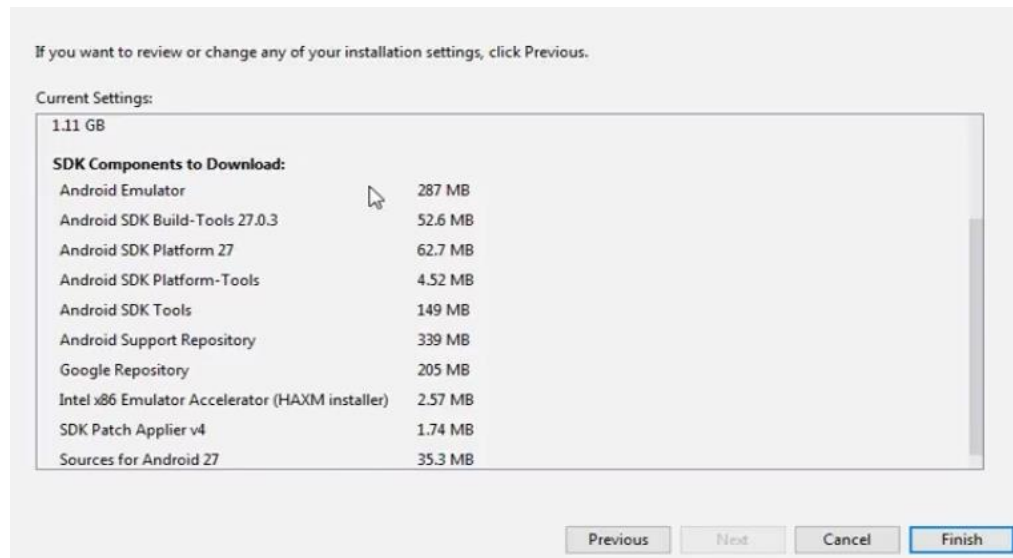 If you want to review or change any of your installation settings, click Previous.
Current Settings:
1.11 GB
SDK Components to Download:
Android Emulator 287 MB
Android SDK Build-Tools 27.0.3 52.6 MB
Android SDK Platform 27 62.7 MB
Android SDK Platform-Tools 4.52 MB
Android SDK Tools 149 MB
Android Support Repository 339 MB
Google Repository 205 MB
Intel x86 Emulator Accelerator (HAXM installer) 2.57 MB
SDK Patch Applier v4 1.74 MB
Sources for Android 27 35.3 MB
Previous Next Cancel Finish